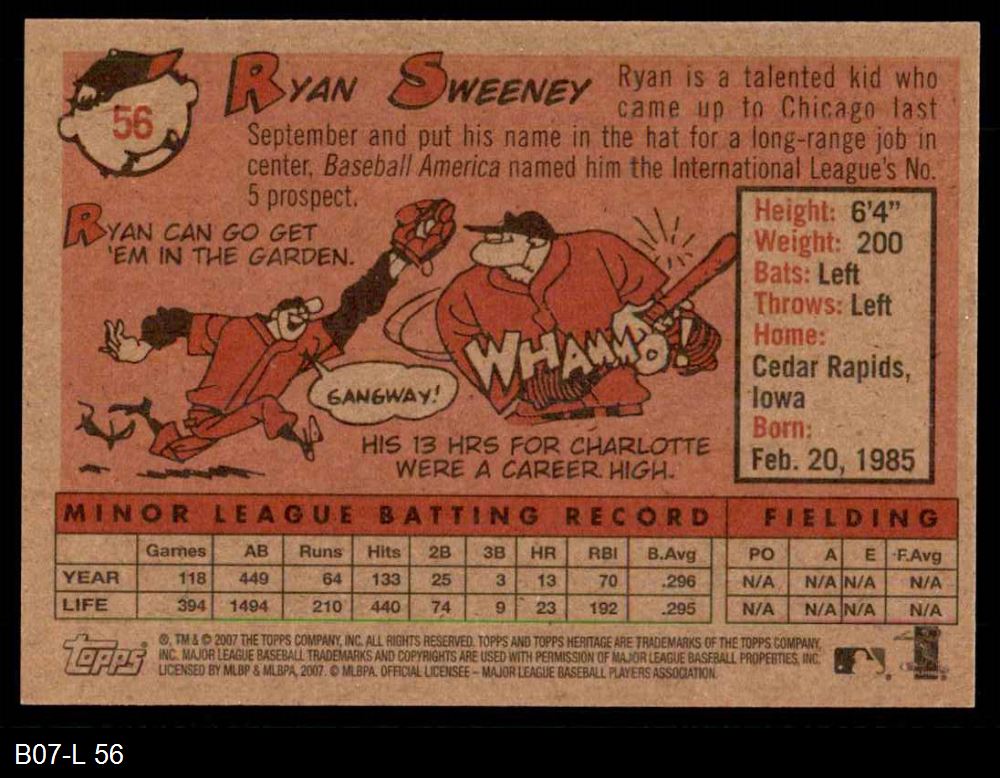 56
RYAN SWEENEY
Ryan is a talented kid who
came up to Chicago last
September and put his name in the hat for a long-range job in
center. Baseball America named him the International League's No.
5 prospect.
RYAN CAN GO GET
'EM IN THE GARDEN.
GANGWAY!
WHAMMO!
HIS 13 HRS FOR CHARLOTTE
WERE A CAREER HIGH.
Height: 6'4"
Weight: 200
Bats: Left
Throws: Left
Home:
Cedar Rapids,
Iowa
Born:
Feb. 20, 1985
MINOR LEAGUE BATTING RECORD FIELDING
Games AB Runs Hits 2B 3B HR RBI B.Avg PO A E F.Avg
YEAR 118 449 64 133 25 3 13 70 .296 N/A N/A N/A N/A
LIFE 394 1494 210 440 74 9 23 192 .295 N/A N/A N/A N/A
TOPPS
®, TM & © 2007 THE TOPPS COMPANY, INC. ALL RIGHTS RESERVED. TOPPS AND TOPPS HERITAGE ARE TRADEMARKS OF THE TOPPS COMPANY,
INC. MAJOR LEAGUE BASEBALL TRADEMARKS AND COPYRIGHTS ARE USED WITH PERMISSION OF MAJOR LEAGUE BASEBALL PROPERTIES, INC.
LICENSED BY MLBP & MLBPA, 2007. © MLBPA. OFFICIAL LICENSEE – MAJOR LEAGUE BASEBALL PLAYERS ASSOCIATION.
B07-L 56